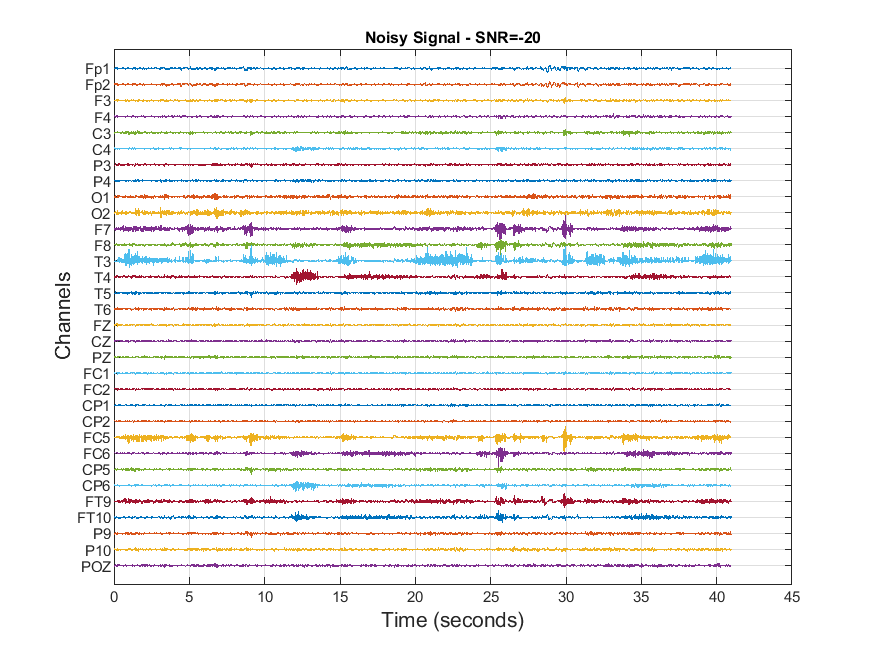 Noisy Signal - SNR=-20
Fp1
Fp2
F3
F4
C3
C4
P3
P4
O1
O2
F7
F8
T3
T4
T5
T6
FZ
CZ
PZ
FC1
FC2
CP1
CP2
FC5
FC6
CP5
CP6
FT9
FT10
P9
P10
POZ
Channels
0 5 10 15 20 25 30 35 40 45
Time (seconds)